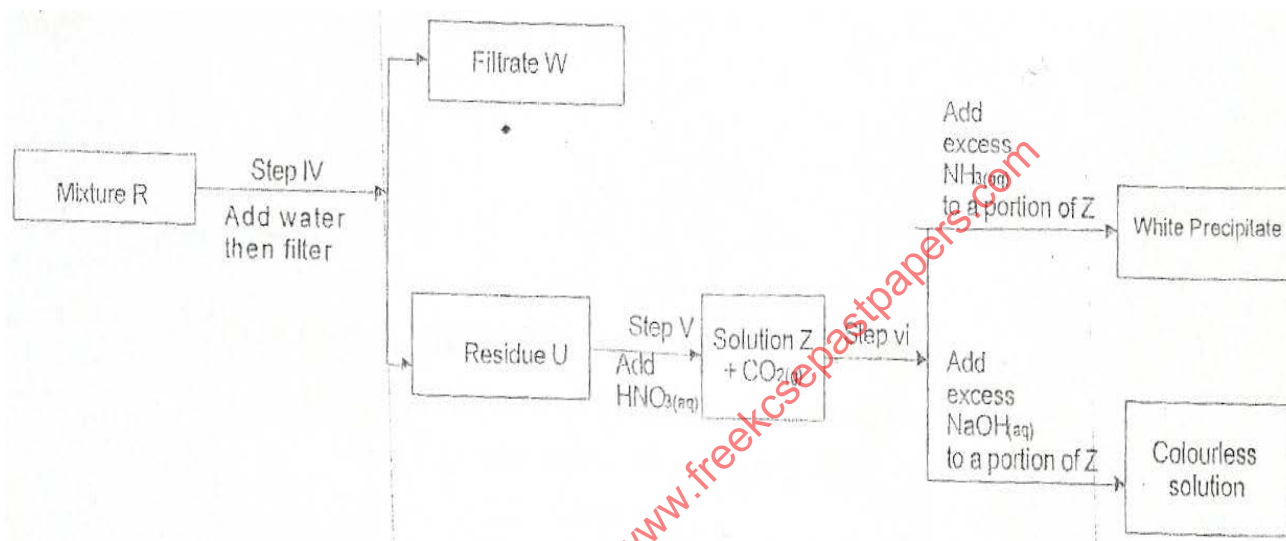 Filtrate W
Mixture R
Step IV
Add water
then filter
Residue U
Step V
Add
HNO3(aq)
Solution Z
+ CO2(g)
Step vi
Add
excess
NH3(aq)
to a portion of Z
White Precipilate
Add
excess
NaOH(aq)
to a portion of Z
Colourless
solution
www.freekcsepastpapers.com